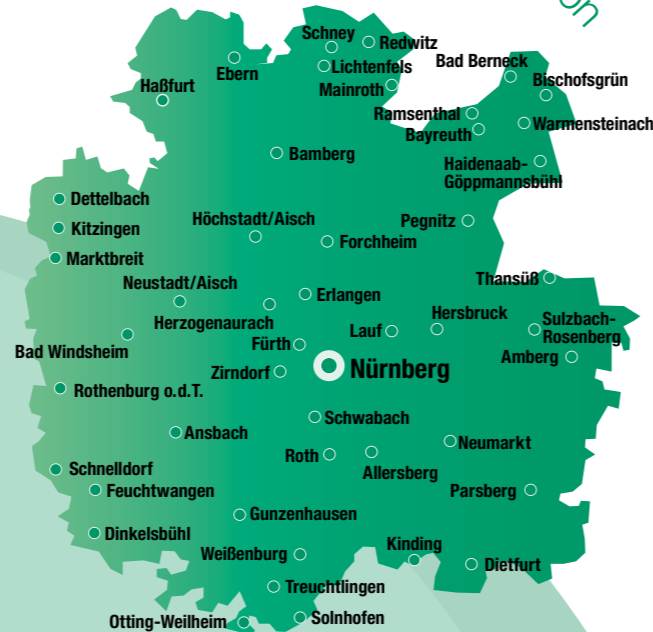 on
Schney
Redwitz
Bad Berneck
Ebern
Lichtenfels
Bischofsgrün
Haßfurt
Mainroth
Ramsenthal
Warmensteinach
Bayreuth
Bamberg
Haidenaab-
Göppmannsbühl
Dettelbach
Höchstadt/Aisch
Pegnitz
Kitzingen
Forchheim
Marktbreit
Thansüß
Neustadt/Aisch
Erlangen
Herzogenaurach
Hersbruck
Sulzbach-
Rosenberg
Lauf
Bad Windsheim
Fürth
Amberg
Zirndorf
Nürnberg
Rothenburg o.d.T.
Schwabach
Ansbach
Neumarkt
Roth
Allersberg
Schnelldorf
Feuchtwangen
Parsberg
Gunzenhausen
Dinkelsbühl
Kinding
Weißenburg
Dietfurt
Treuchtlingen
Otting-Weilheim
Solnhofen